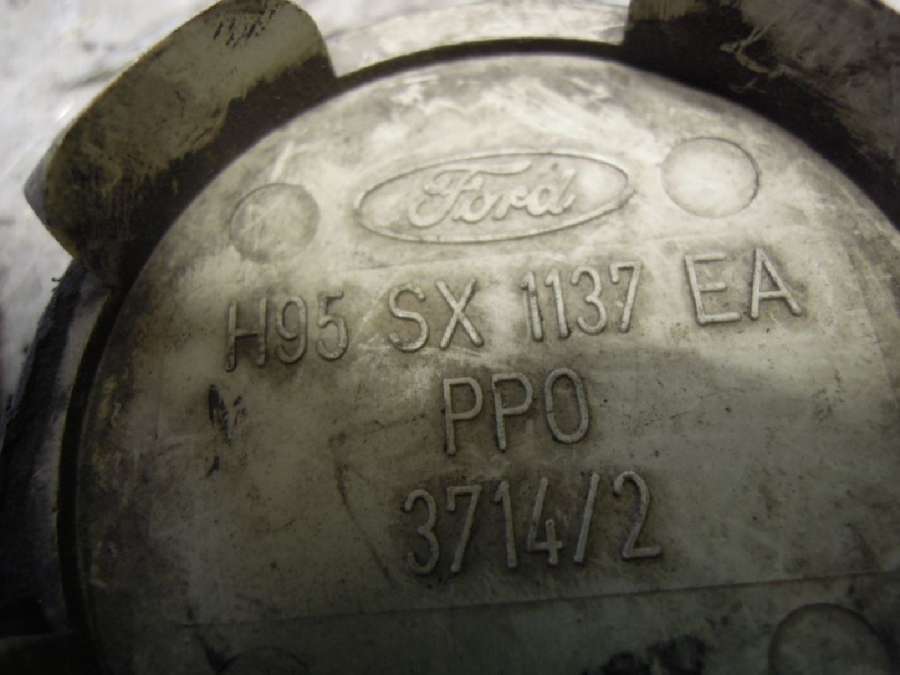 Ford
H95 SX 1137 EA
PPO
3714/2